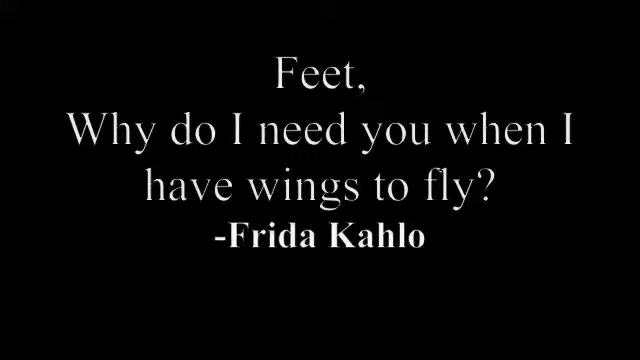 Feet,
Why do I need you when I
have wings to fly?
-Frida Kahlo